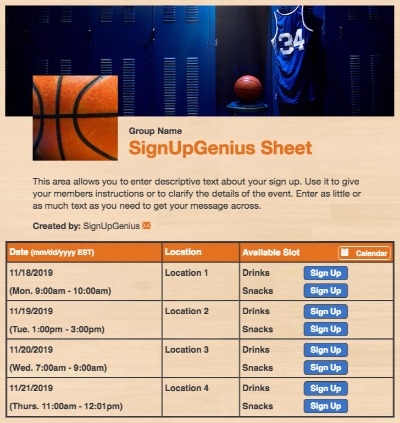 34
Group Name
SignUpGenius Sheet
This area allows you to enter descriptive text about your sign up. Use it to give
your members instructions or to clarify the details of the event. Enter as little or
as much text as you need to get your message across.
Created by: SignUpGenius
Date (mm/dd/yyyy EST) Location Available Slot Calendar
11/18/2019 Location 1 Drinks Sign Up
(Mon. 9:00am - 10:00am) Snacks Sign Up
11/19/2019 Location 2 Drinks Sign Up
(Tue. 1:00pm - 3:00pm) Snacks Sign Up
11/20/2019 Location 3 Drinks Sign Up
(Wed. 7:00am - 9:00am) Snacks Sign Up
11/21/2019 Location 4 Drinks Sign Up
(Thurs. 11:00am - 12:01pm) Snacks Sign Up